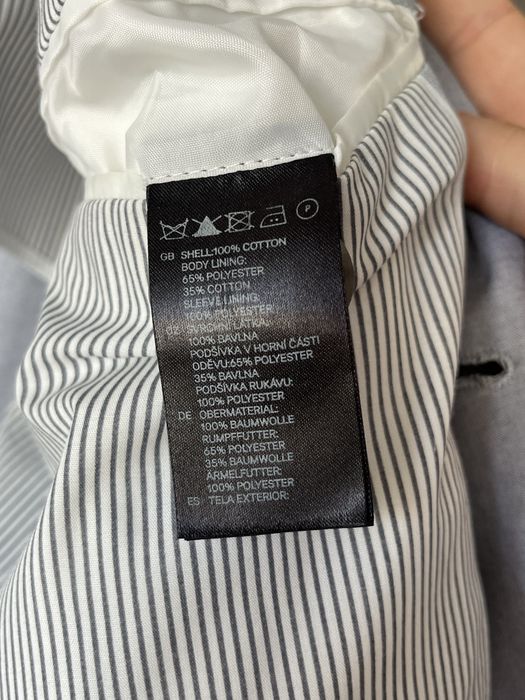 P
GB SHELL:100% COTTON
BODY LINING:
65% POLYESTER
35% COTTON
SLEEVE LINING:
100% POLYESTER
CZ SVRCHNÍ LÁTKA:
100% BAVLNA
PODŠÍVKA V HORNÍ ČÁSTI
ODĚVU:65% POLYESTER
35% BAVLNA
PODŠÍVKA RUKÁVU:
100% POLYESTER
DE OBERMATERIAL:
100% BAUMWOLLE
RUMPFFUTTER:
65% POLYESTER
35% BAUMWOLLE
ÄRMELFUTTER:
100% POLYESTER
ES TELA EXTERIOR: